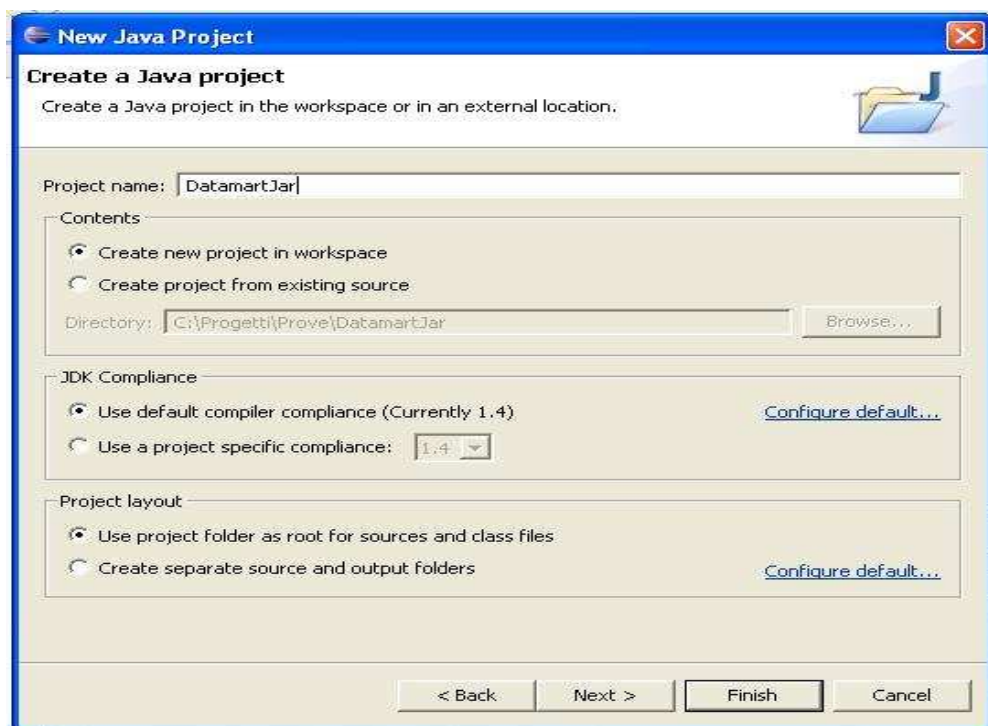 New Java Project
Create a Java project
Create a Java project in the workspace or in an external location.
Project name: DatamartJar
Contents
Create new project in workspace
Create project from existing source
Directory: C:\Progetti\Prove\DatamartJar Browse...
JDK Compliance
Use default compiler compliance (Currently 1.4) Configure default...
Use a project specific compliance: 1.4
Project layout
Use project folder as root for sources and class files
Create separate source and output folders Configure default...
< Back Next > Finish Cancel